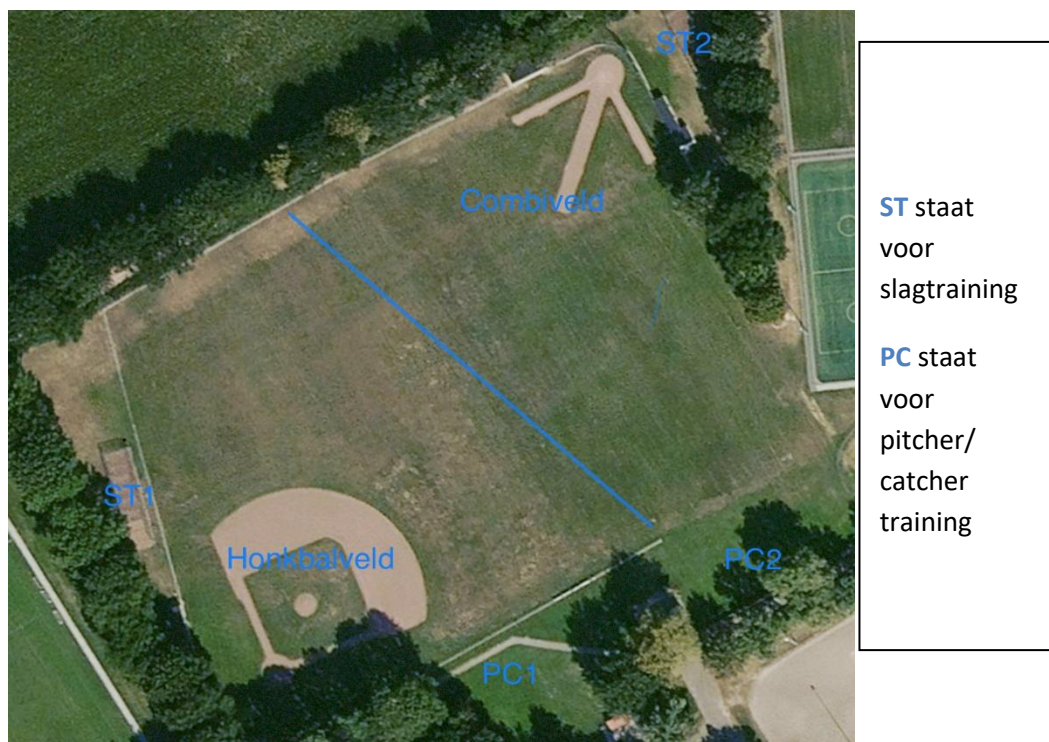 ST2
Combiveld
ST1
Honkbalveld
PC2
PC1
ST staat
voor
slagtraining
PC staat
voor
pitcher/
catcher
training